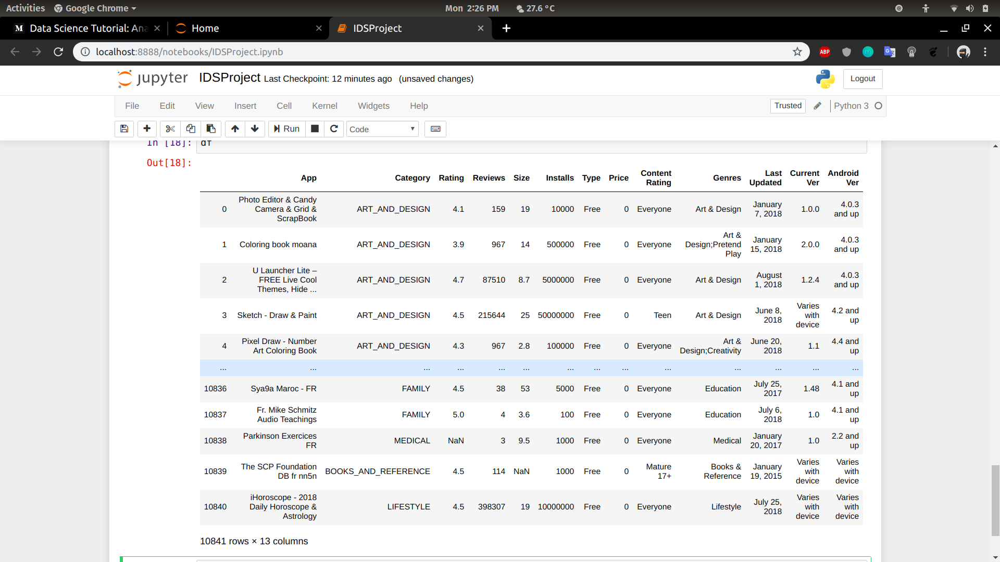 Activities Google Chrome Mon 2:26 PM 27.6 °C
Data Science Tutorial: Ana Home IDSProject
localhost:8888/notebooks/IDSProject.ipynb ABP
jupyter IDSProject Last Checkpoint: 12 minutes ago (unsaved changes) Logout
File Edit View Insert Cell Kernel Widgets Help Trusted Python 3
Run Code
In [18]: df
Out[18]:
App Category Rating Reviews Size Installs Type Price Content Rating Genres Last Updated Current Ver Android Ver
0 Photo Editor & Candy Camera & Grid & ScrapBook ART_AND_DESIGN 4.1 159 19 10000 Free 0 Everyone Art & Design January 7, 2018 1.0.0 4.0.3 and up
1 Coloring book moana ART_AND_DESIGN 3.9 967 14 500000 Free 0 Everyone Art & Design;Pretend Play January 15, 2018 2.0.0 4.0.3 and up
2 U Launcher Lite – FREE Live Cool Themes, Hide ... ART_AND_DESIGN 4.7 87510 8.7 5000000 Free 0 Everyone Art & Design August 1, 2018 1.2.4 4.0.3 and up
3 Sketch - Draw & Paint ART_AND_DESIGN 4.5 215644 25 50000000 Free 0 Teen Art & Design June 8, 2018 Varies with device 4.2 and up
4 Pixel Draw - Number Art Coloring Book ART_AND_DESIGN 4.3 967 2.8 100000 Free 0 Everyone Art & Design;Creativity June 20, 2018 1.1 4.4 and up
... ... ... ... ... ... ... ... ... ... ... ... ... ...
10836 Sya9a Maroc - FR FAMILY 4.5 38 53 5000 Free 0 Everyone Education July 25, 2017 1.48 4.1 and up
10837 Fr. Mike Schmitz Audio Teachings FAMILY 5.0 4 3.6 100 Free 0 Everyone Education July 6, 2018 1.0 4.1 and up
10838 Parkinson Exercices FR MEDICAL NaN 3 9.5 1000 Free 0 Everyone Medical January 20, 2017 1.0 2.2 and up
10839 The SCP Foundation DB fr nn5n BOOKS_AND_REFERENCE 4.5 114 NaN 1000 Free 0 Mature 17+ Books & Reference January 19, 2015 Varies with device Varies with device
10840 iHoroscope - 2018 Daily Horoscope & Astrology LIFESTYLE 4.5 398307 19 10000000 Free 0 Everyone Lifestyle July 25, 2018 Varies with device Varies with device
10841 rows × 13 columns